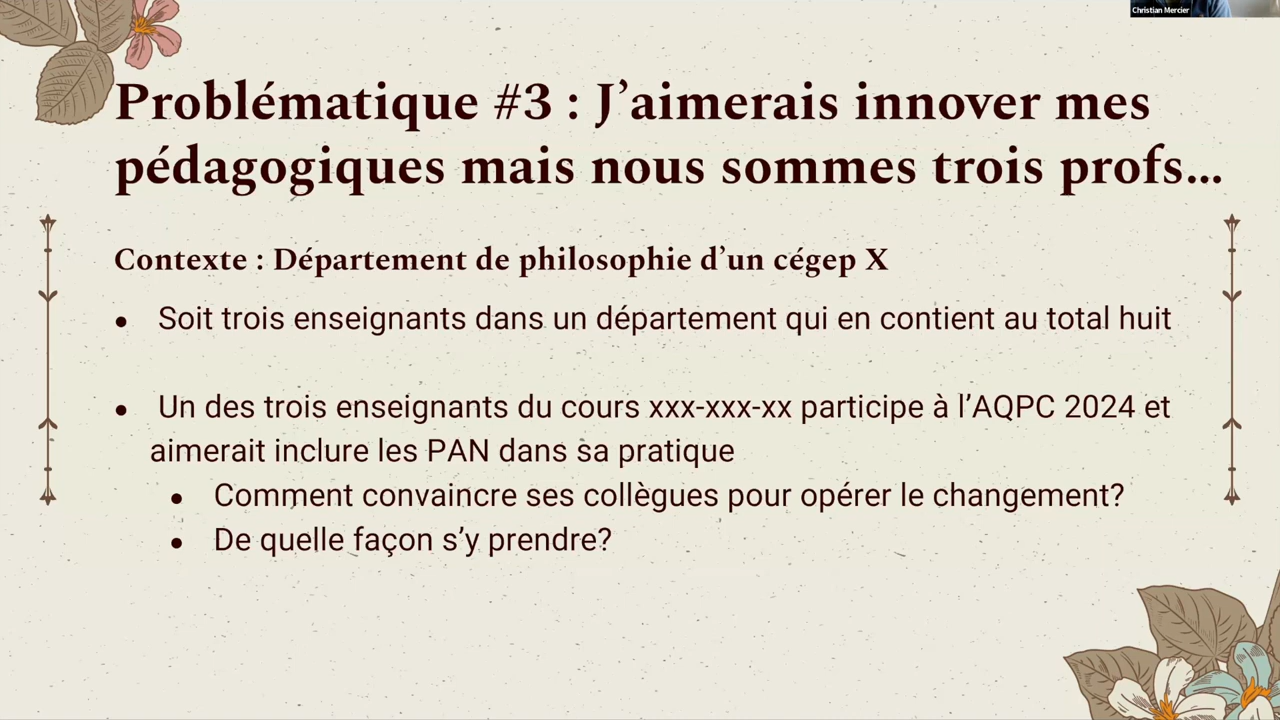 Christian Mercier
Problématique #3 : J’aimerais innover mes
pédagogiques mais nous sommes trois profs...
Contexte : Département de philosophie d’un cégep X
• Soit trois enseignants dans un département qui en contient au total huit
• Un des trois enseignants du cours xxx-xxx-xx participe à l’AQPC 2024 et
aimerait inclure les PAN dans sa pratique
• Comment convaincre ses collègues pour opérer le changement?
• De quelle façon s’y prendre?